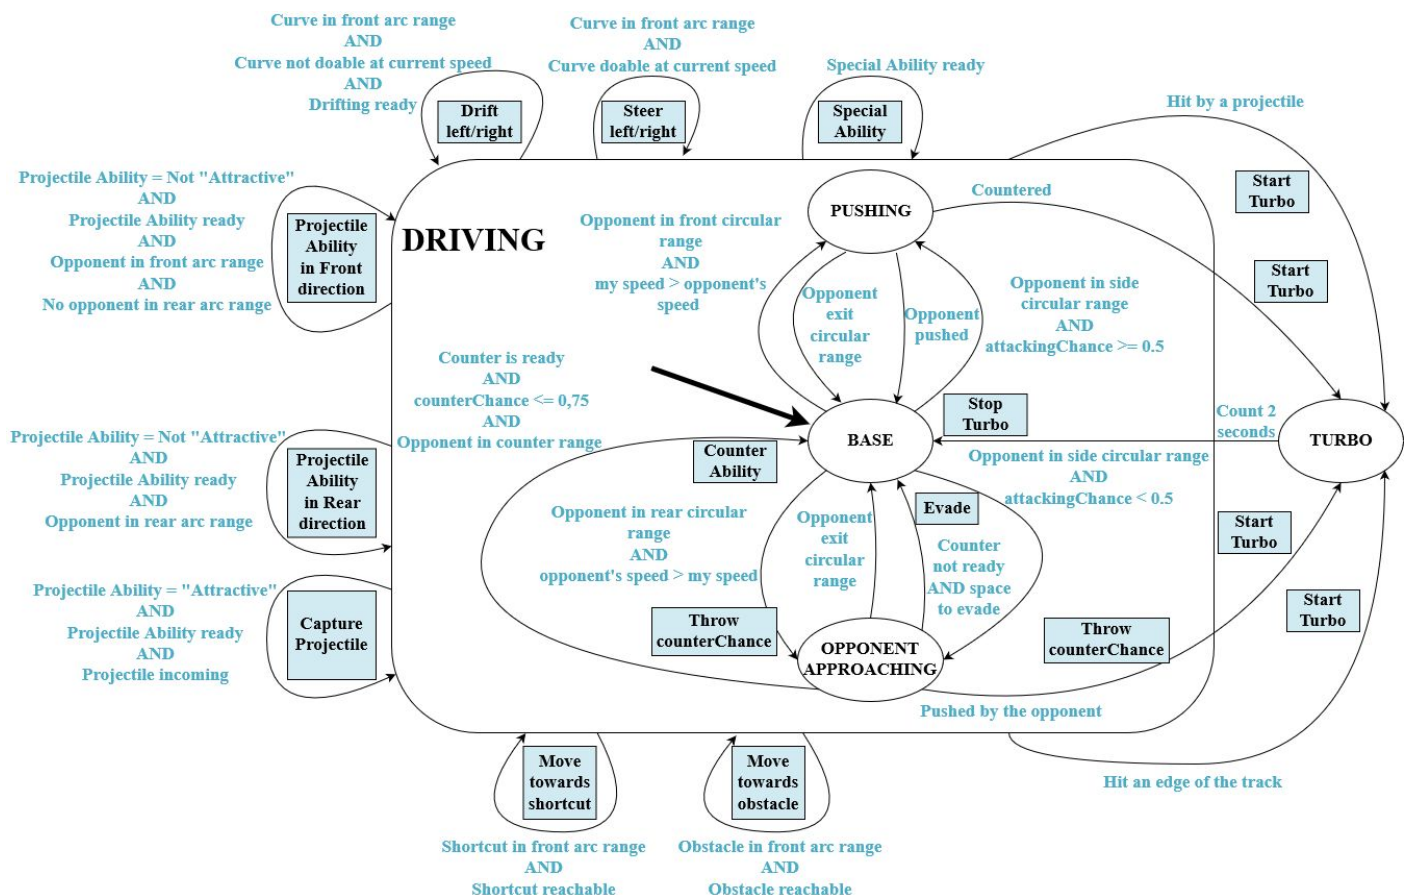 Curve in front arc range
AND
Curve not doable at current speed
AND
Drifting ready
Drift
left/right
Curve in front arc range
AND
Curve doable at current speed
Steer
left/right
Special Ability ready
Special
Ability
Hit by a projectile
Start
Turbo
Projectile Ability = Not "Attractive"
AND
Projectile Ability ready
AND
Opponent in front arc range
AND
No opponent in rear arc range
Projectile
Ability
in Front
direction
DRIVING
Opponent in front circular
range
AND
my speed > opponent's
speed
PUSHING
Countered
Start
Turbo
Opponent
exit
circular
range
Opponent
pushed
Opponent in side
circular range
AND
attackingChance >= 0.5
Counter is ready
AND
counterChance <= 0,75
AND
Opponent in counter range
BASE
Stop
Turbo
Count 2
seconds
TURBO
Projectile Ability = Not "Attractive"
AND
Projectile Ability ready
AND
Opponent in rear arc range
Projectile
Ability
in Rear
direction
Counter
Ability
Opponent in side circular range
AND
attackingChance < 0.5
Opponent in rear circular
range
AND
opponent's speed > my speed
Opponent
exit
circular
range
Evade
Counter
not ready
AND space
to evade
Start
Turbo
Projectile Ability = "Attractive"
AND
Projectile Ability ready
AND
Projectile incoming
Capture
Projectile
Throw
counterChance
OPPONENT
APPROACHING
Throw
counterChance
Start
Turbo
Pushed by the opponent
Hit an edge of the track
Move
towards
shortcut
Move
towards
obstacle
Shortcut in front arc range
AND
Shortcut reachable
Obstacle in front arc range
AND
Obstacle reachable